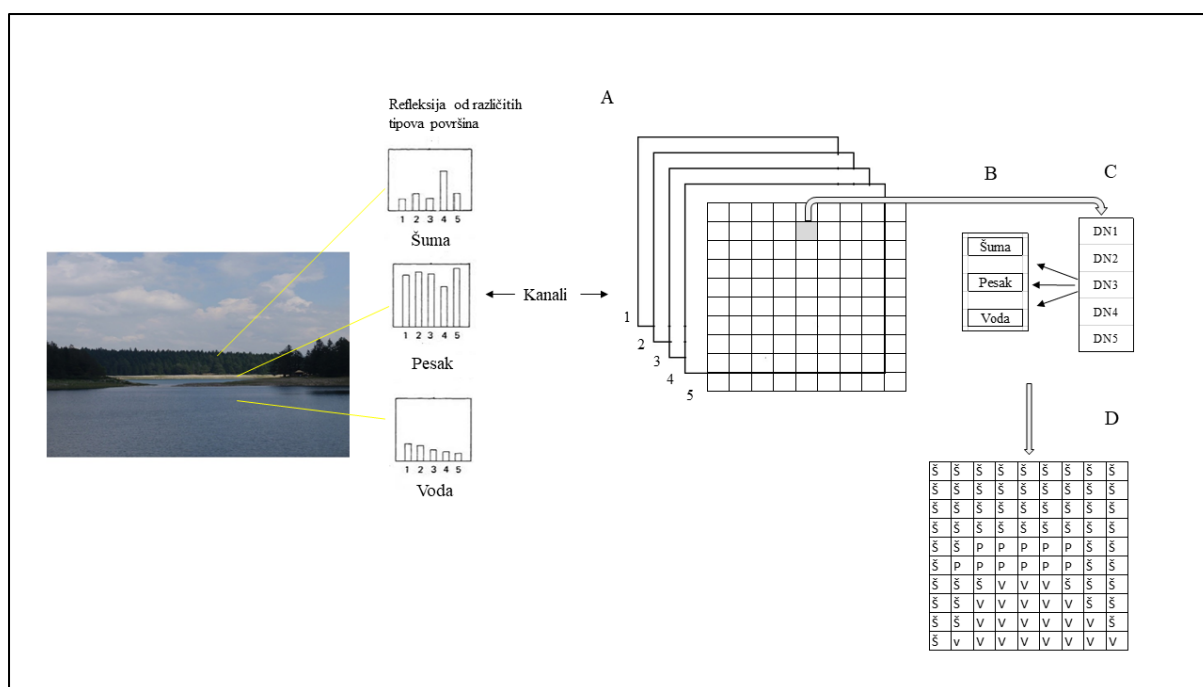 A
Refleksija od različitih
tipova površina
1 2 3 4 5
Šuma
1 2 3 4 5
Pesak
1 2 3 4 5
Voda
Kanali
1
2
3
4
5
B
C
Šuma
Pesak
Voda
DN1
DN2
DN3
DN4
DN5
D
Š Š Š Š Š Š Š Š Š
Š Š Š Š Š Š Š Š Š
Š Š Š Š Š Š Š Š Š
Š Š Š Š Š Š Š Š Š
Š Š P P P P P Š Š
Š P P P P P P Š Š
Š Š Š V V V Š Š Š
Š Š V V V V V Š Š
Š Š V V V V V V Š
Š v V V V V V V V